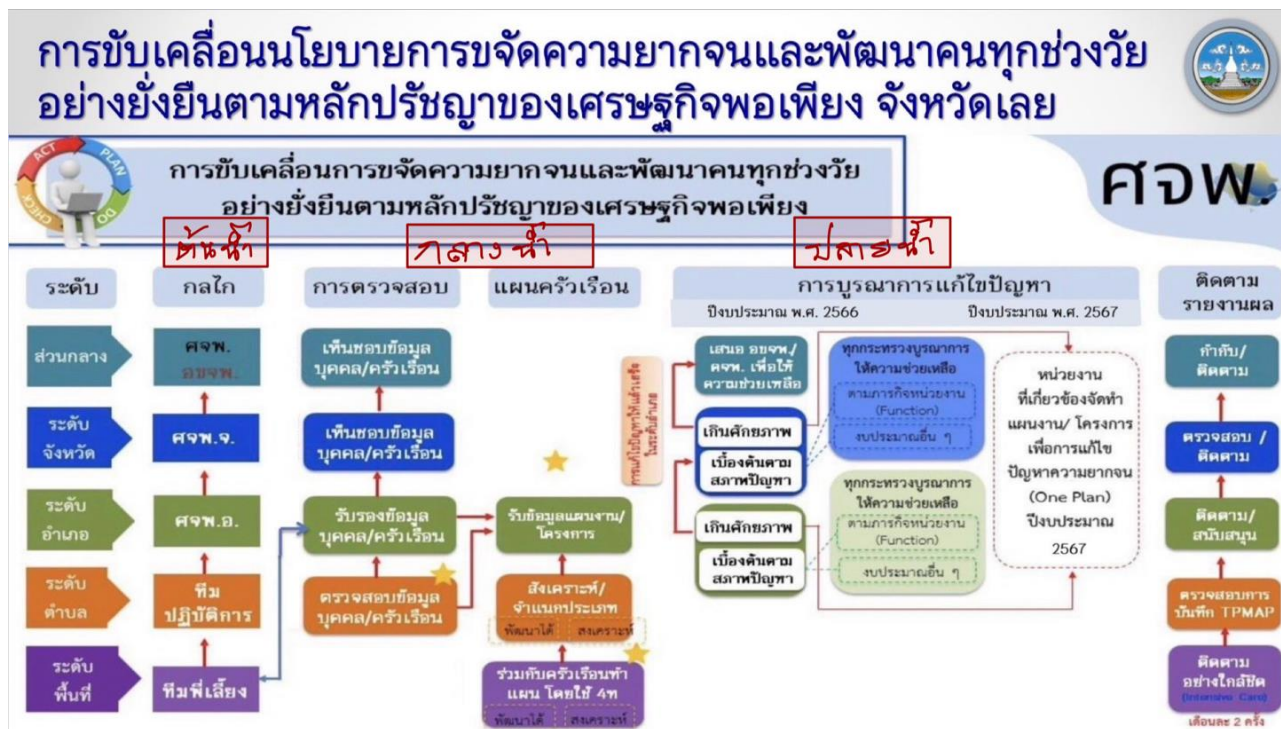 การขับเคลื่อนนโยบายการขจัดความยากจนและพัฒนาคนทุกช่วงวัย
อย่างยั่งยืนตามหลักปรัชญาของเศรษฐกิจพอเพียง จังหวัดเลย
ACT
PLAN
DO
CHECK
การขับเคลื่อนการขจัดความยากจนและพัฒนาคนทุกช่วงวัย
อย่างยั่งยืนตามหลักปรัชญาของเศรษฐกิจพอเพียง
ศจพ.
ต้นน้ำ
กลางน้ำ
ปลายน้ำ
ระดับ
กลไก
การตรวจสอบ
แผนครัวเรือน
การบูรณาการแก้ไขปัญหา
ปีงบประมาณ พ.ศ. 2566
ปีงบประมาณ พ.ศ. 2567
ติดตาม
รายงานผล
ส่วนกลาง
ศจพ.
อขจพ.
เห็นชอบข้อมูล
บุคคล/ครัวเรือน
การแก้ไขปัญหาให้แล้วเสร็จ
ในระดับอำเภอ
เสนอ อขจพ./
คจพ. เพื่อให้
ความช่วยเหลือ
ทุกกระทรวงบูรณาการ
ให้ความช่วยเหลือ
ตามภารกิจหน่วยงาน
(Function)
งบประมาณอื่น ๆ
หน่วยงาน
ที่เกี่ยวข้องจัดทำ
แผนงาน/ โครงการ
เพื่อการแก้ไข
ปัญหาความยากจน
(One Plan)
ปีงบประมาณ
2567
กำกับ/
ติดตาม
ระดับ
จังหวัด
ศจพ.จ.
เห็นชอบข้อมูล
บุคคล/ครัวเรือน
เกินศักยภาพ
เบื้องต้นตาม
สภาพปัญหา
ตรวจสอบ /
ติดตาม
ระดับ
อำเภอ
ศจพ.อ.
รับรองข้อมูล
บุคคล/ครัวเรือน
รับข้อมูลแผนงาน/
โครงการ
เกินศักยภาพ
เบื้องต้นตาม
สภาพปัญหา
ทุกกระทรวงบูรณาการ
ให้ความช่วยเหลือ
ตามภารกิจหน่วยงาน
(Function)
งบประมาณอื่น ๆ
ติดตาม/
สนับสนุน
ระดับ
ตำบล
ทีม
ปฏิบัติการ
ตรวจสอบข้อมูล
บุคคล/ครัวเรือน
สังเคราะห์/
จำแนกประเภท
พัฒนาได้
สงเคราะห์
ตรวจสอบการ
บันทึก TPMAP
ระดับ
พื้นที่
ทีมพี่เลี้ยง
ร่วมกับครัวเรือนทำ
แผน โดยใช้ 4ท
พัฒนาได้
สงเคราะห์
ติดตาม
อย่างใกล้ชิด
(Intensive Care)
เดือนละ 2 ครั้ง